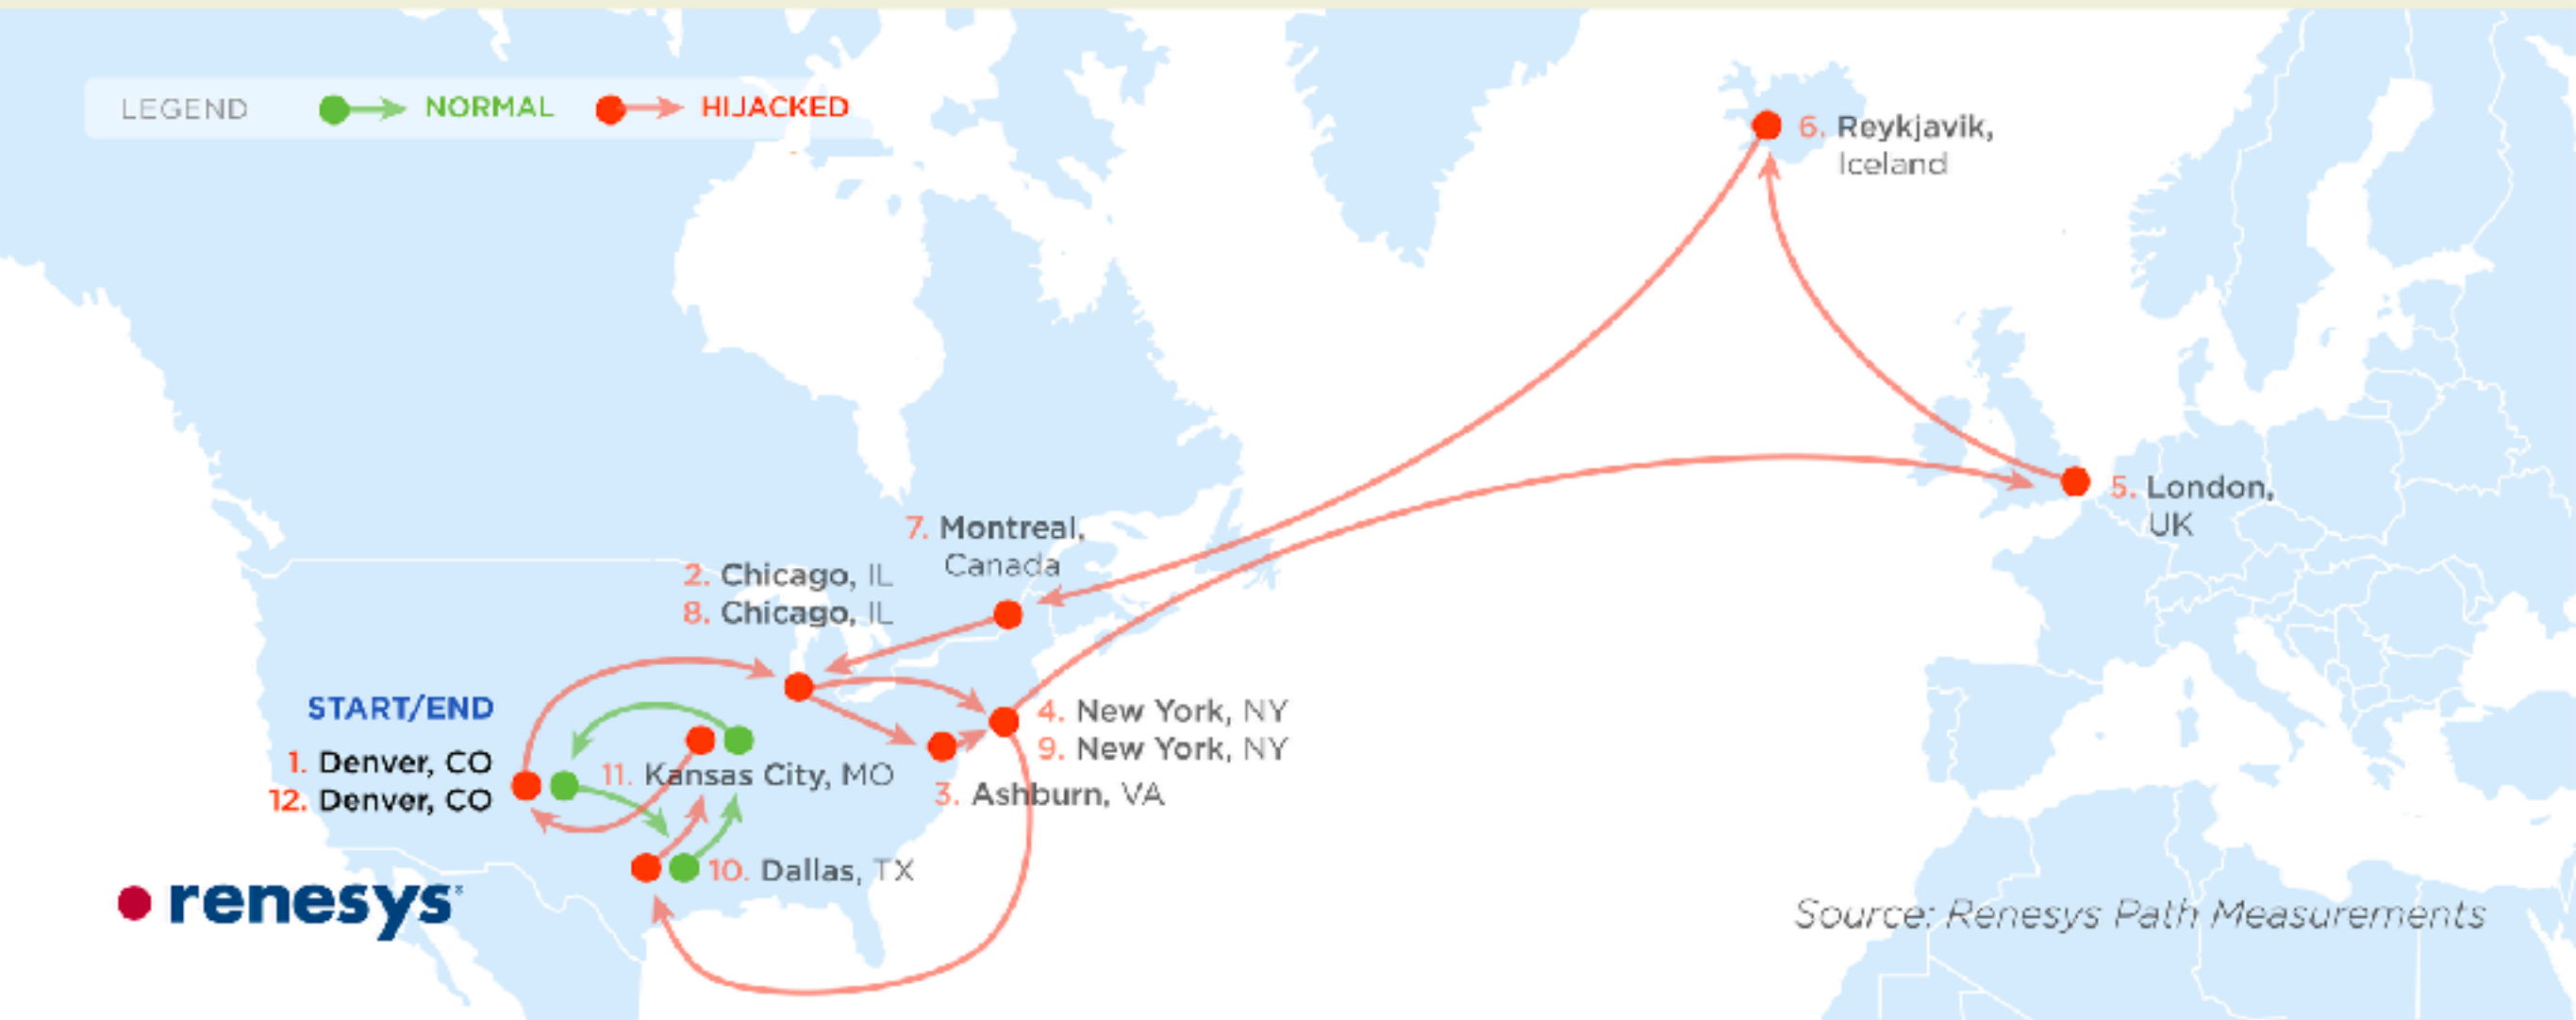 LEGEND NORMAL HIJACKED
6. Reykjavik,
Iceland
5. London,
UK
7. Montreal,
Canada
2. Chicago, IL
8. Chicago, IL
START/END
1. Denver, CO
12. Denver, CO
11. Kansas City, MO
4. New York, NY
9. New York, NY
3. Ashburn, VA
10. Dallas, TX
renesys
Source: Renesys Path Measurements